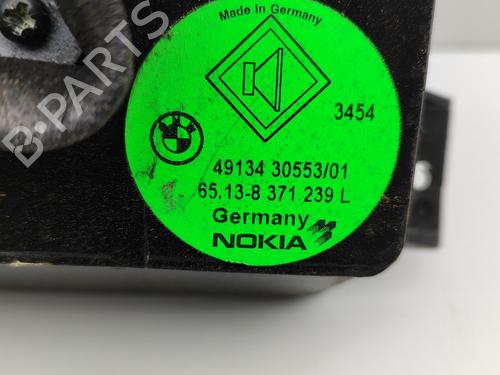 Made In Germany
3454
49134 30553/01
65.13-8 371 239 L
Germany
NOKIA
B-PARTS